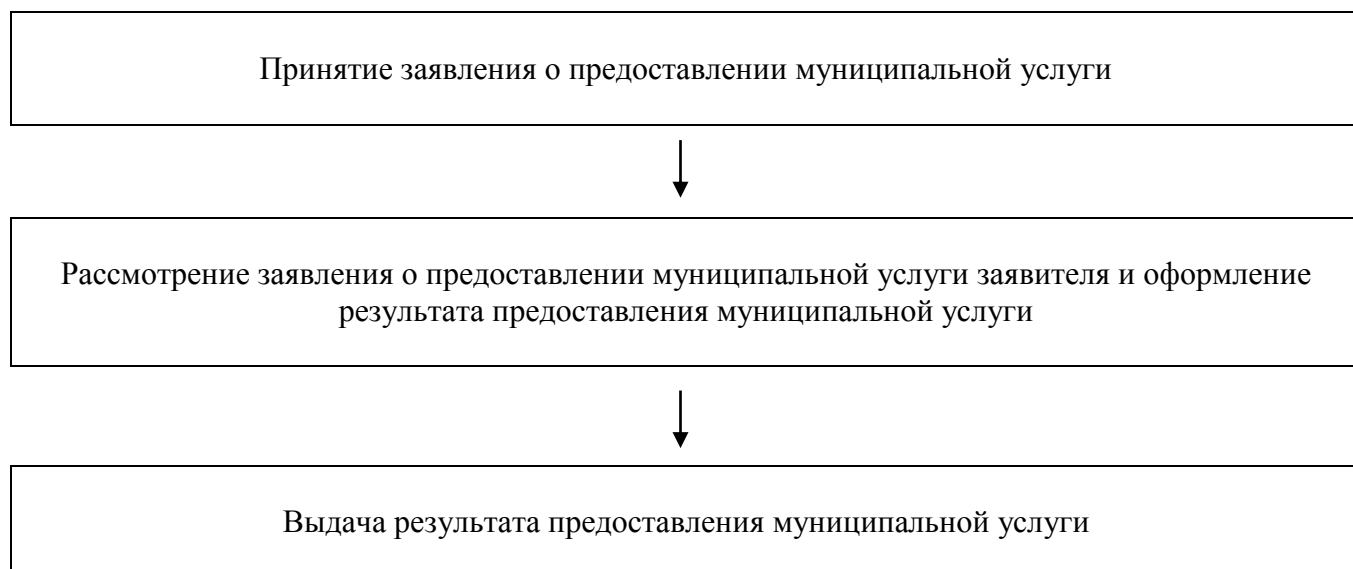 Принятие заявления о предоставлении муниципальной услуги
Рассмотрение заявления о предоставлении муниципальной услуги заявителя и оформление
результата предоставления муниципальной услуги
Выдача результата предоставления муниципальной услуги